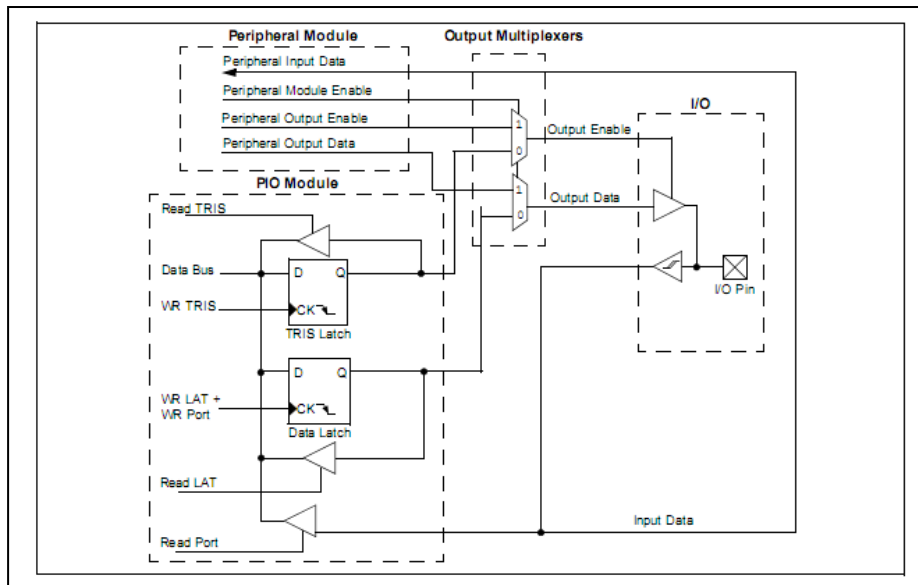 Peripheral Module
Output Multiplexers
Peripheral Input Data
Peripheral Module Enable
Peripheral Output Enable
Peripheral Output Data
1
0
1
0
Output Enable
Output Data
I/O
I/O Pin
PIO Module
Read TRIS
Data Bus
D
Q
WR TRIS
CK
TRIS Latch
D
Q
WR LAT +
WR Port
CK
Data Latch
Read LAT
Read Port
Input Data